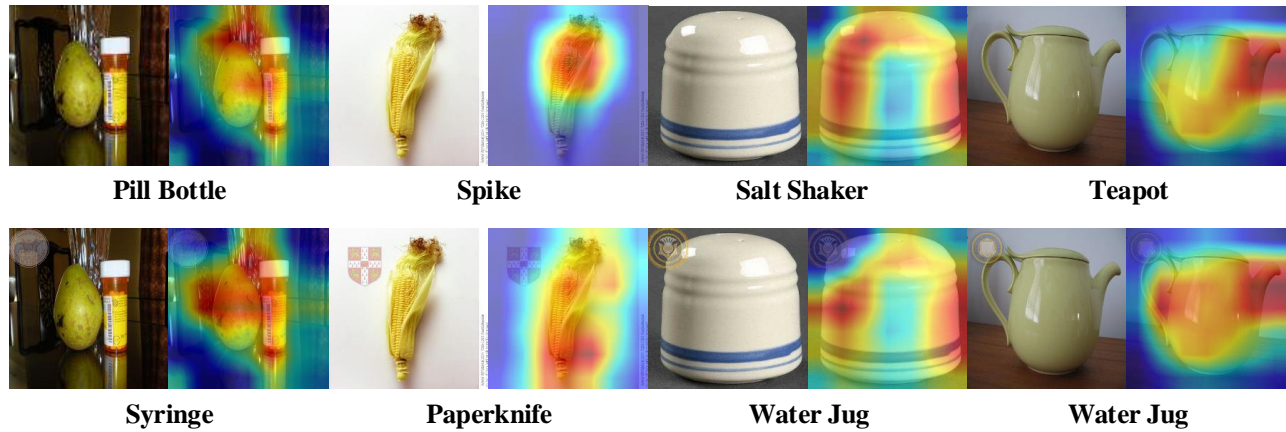 Pill Bottle
Spike
Salt Shaker
Teapot
Syringe
Paperknife
Water Jug
Water Jug